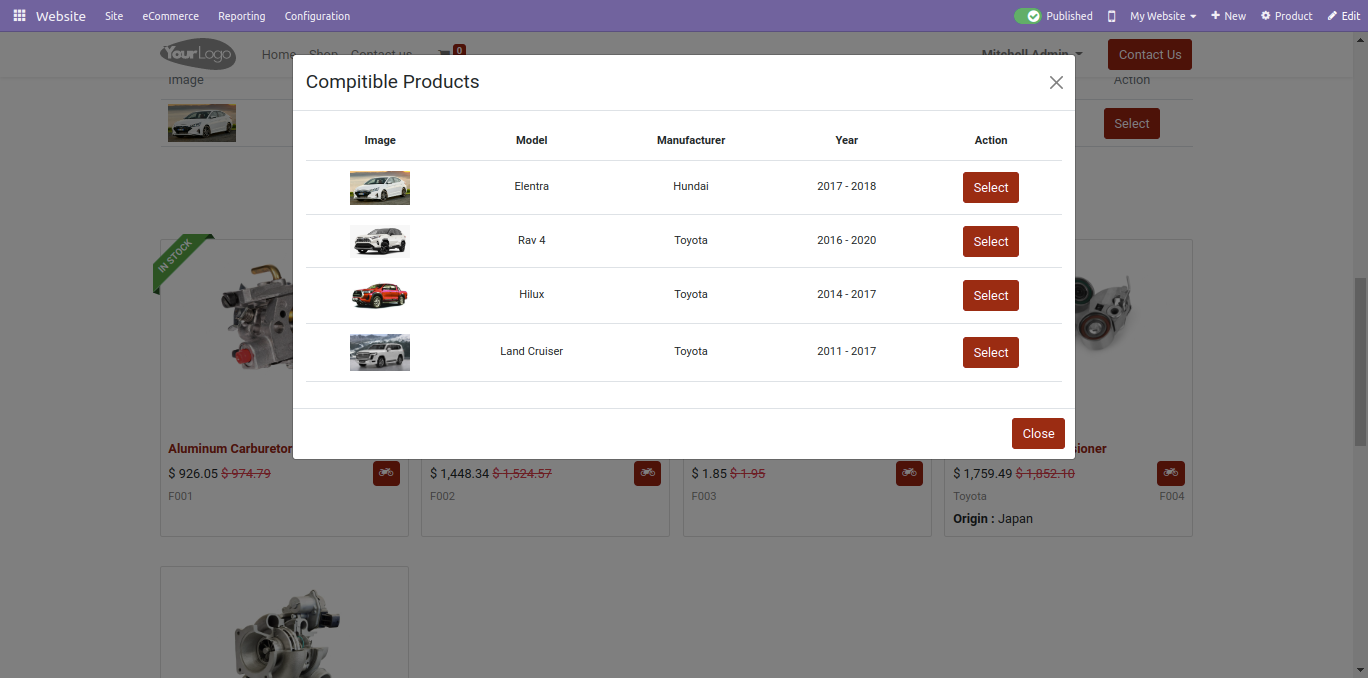 Website Site eCommerce Reporting Configuration Published My Website New Product Edit
YourLogo Home Shop Contact us 0 Mitchell Admin Contact Us
Image Action
Select
Compitible Products
Image Model Manufacturer Year Action
Elentra Hundai 2017 - 2018 Select
Rav 4 Toyota 2016 - 2020 Select
Hilux Toyota 2014 - 2017 Select
Land Cruiser Toyota 2011 - 2017 Select
Close
IN STOCK
Aluminum Carburetor sioner
$ 926.05 $ 974.79 $ 1,448.34 $ 1,524.57 $ 1.85 $ 1.95 $ 1,759.49 $ 1,852.10
F001 F002 F003 Toyota F004
Origin : Japan